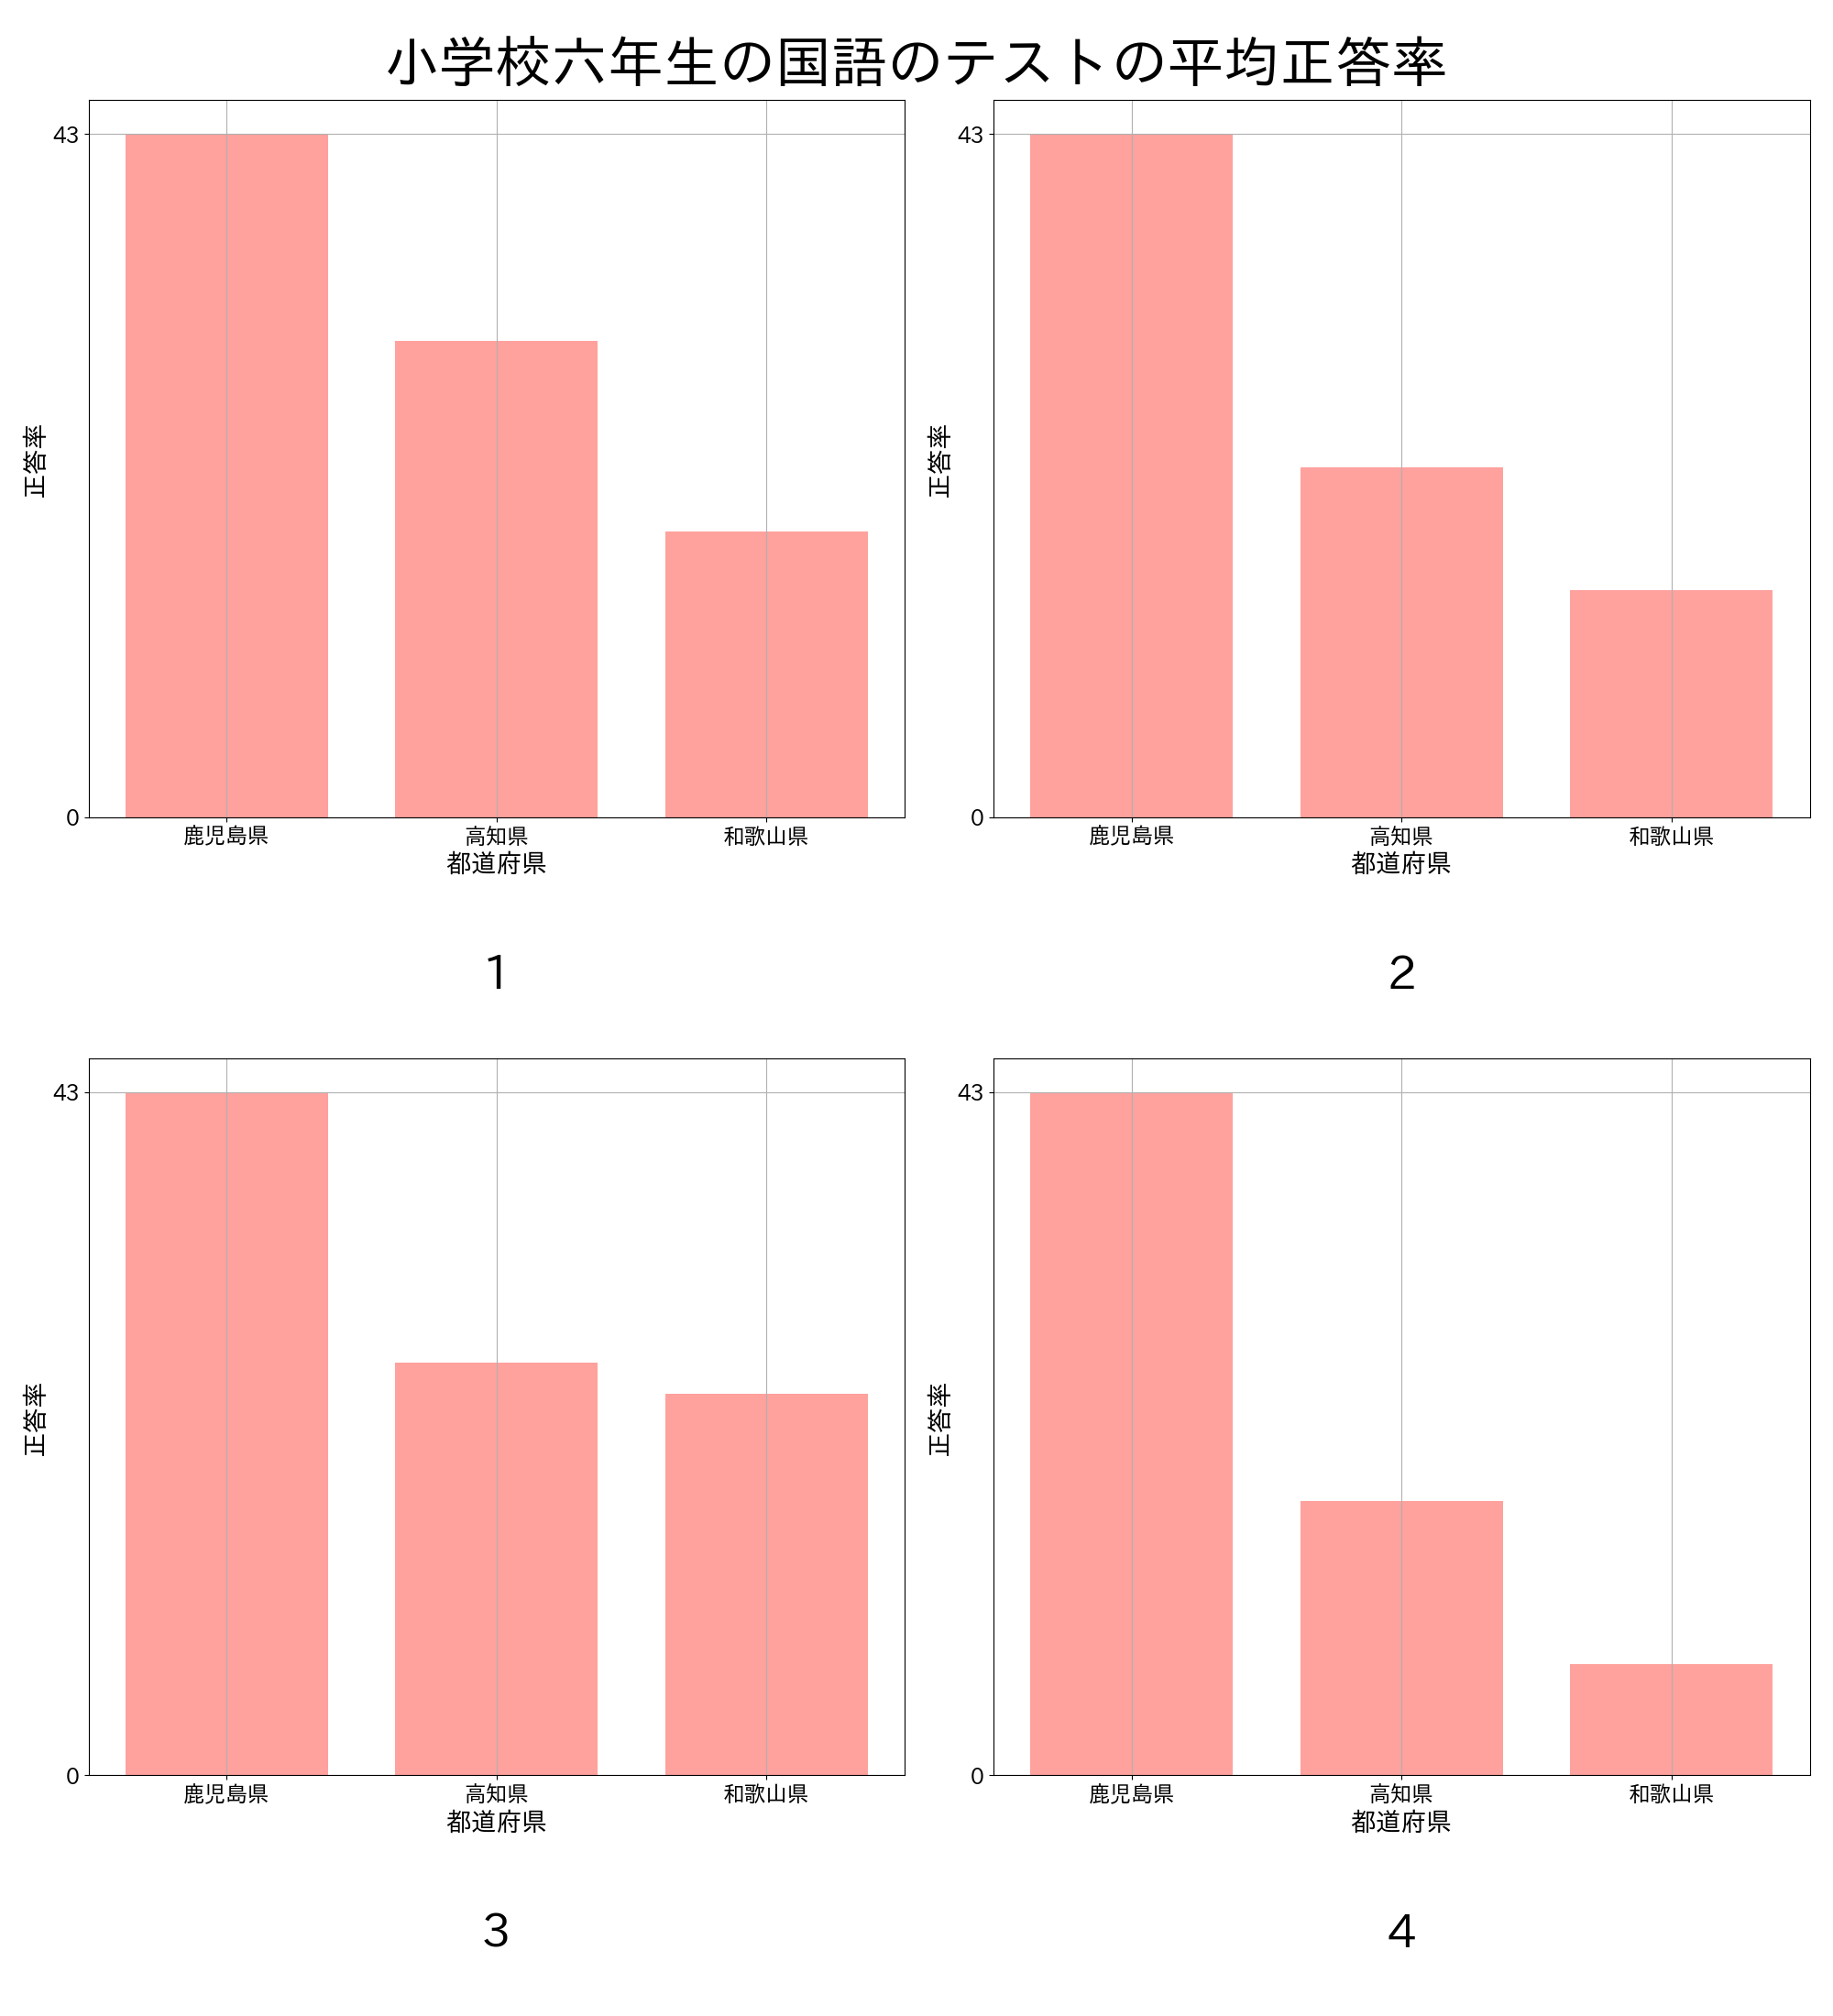 小学校六年生の国語のテストの平均正答率
43
0
正答率
鹿児島県 高知県 和歌山県
都道府県
1
43
0
正答率
鹿児島県 高知県 和歌山県
都道府県
2
43
0
正答率
鹿児島県 高知県 和歌山県
都道府県
3
43
0
正答率
鹿児島県 高知県 和歌山県
都道府県
4